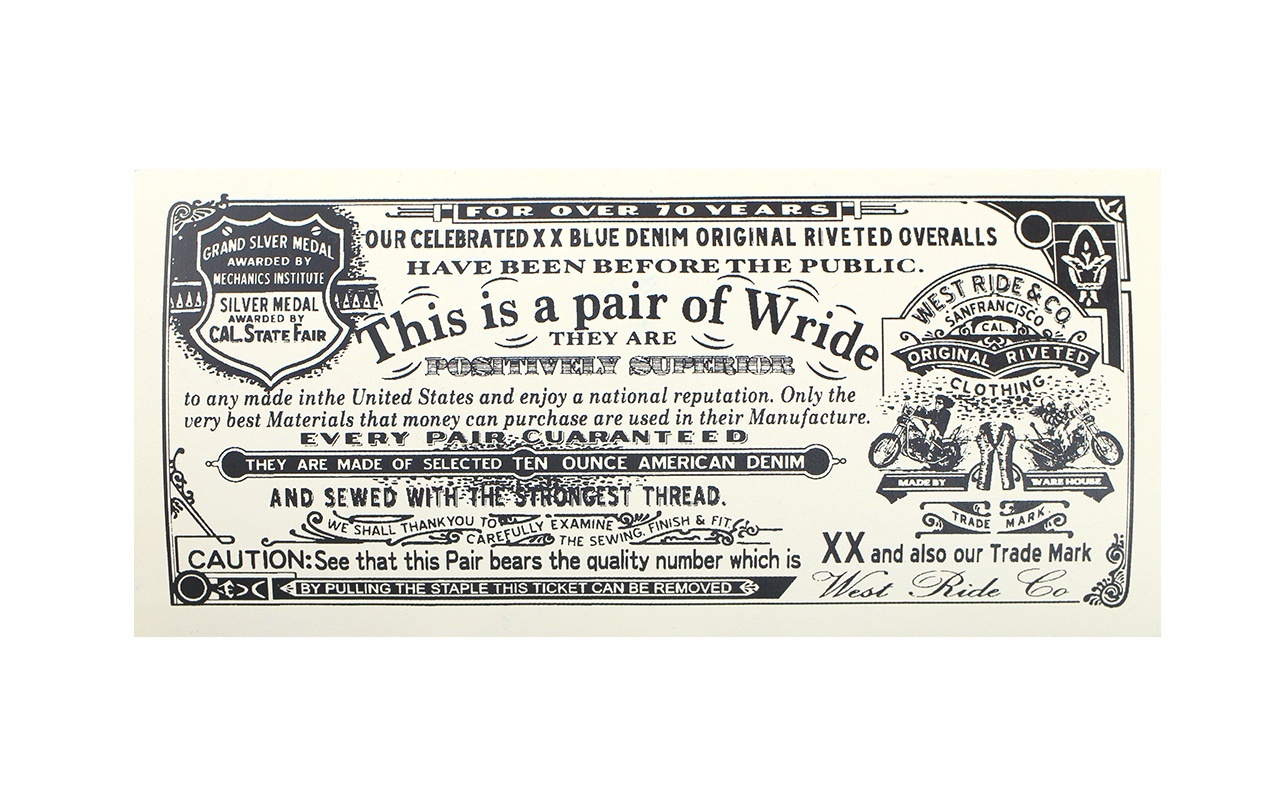 FOR OVER 70 YEARS
GRAND SLVER MEDAL
AWARDED BY
MECHANICS INSTITUTE
SILVER MEDAL
AWARDED BY
CAL. STATE FAIR
OUR CELEBRATED XX BLUE DENIM ORIGINAL RIVETED OVERALLS
HAVE BEEN BEFORE THE PUBLIC.
This is a pair of Wride
THEY ARE
POSITIVELY SUPERIOR
to any made inthe United States and enjoy a national reputation. Only the
very best Materials that money can purchase are used in their Manufacture.
EVERY PAIR CUARANTEED
THEY ARE MADE OF SELECTED TEN OUNCE AMERICAN DENIM
AND SEWED WITH THE STRONGEST THREAD.
WE SHALL THANKYOU TO CAREFULLY EXAMINE THE SEWING, FINISH & FIT.
WEST RIDE & CO.
SANFRANCISCO
CAL.
ORIGINAL RIVETED
CLOTHING.
MADE BY WAREHOUSE
TRADE MARK.
CAUTION: See that this Pair bears the quality number which is XX and also our Trade Mark
BY PULLING THE STAPLE THIS TICKET CAN BE REMOVED
West Ride Co